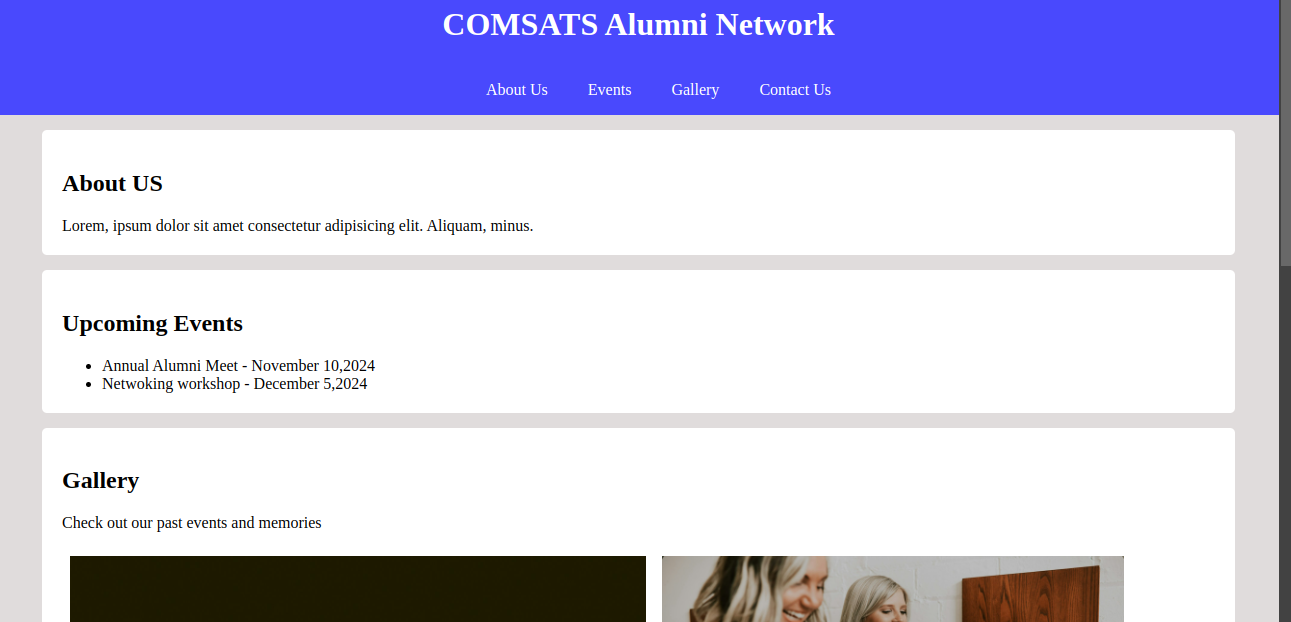 COMSATS Alumni Network
About Us Events Gallery Contact Us
About US
Lorem, ipsum dolor sit amet consectetur adipisicing elit. Aliquam, minus.
Upcoming Events
Annual Alumni Meet - November 10,2024
Netwoking workshop - December 5,2024
Gallery
Check out our past events and memories